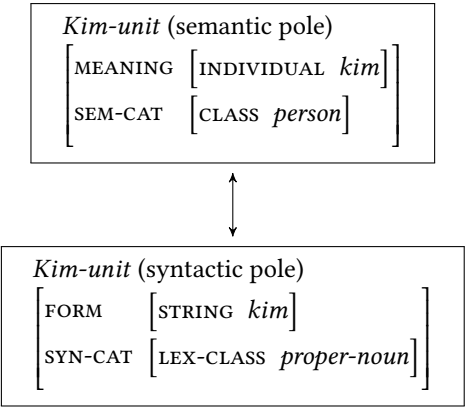 Kim-unit (semantic pole)
MEANING [INDIVIDUAL kim]
SEM-CAT [CLASS person]
Kim-unit (syntactic pole)
FORM [STRING kim]
SYN-CAT [LEX-CLASS proper-noun]